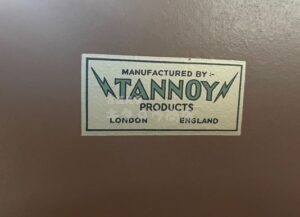 MANUFACTURED BY :-
TANNOY
PRODUCTS
LONDON ENGLAND